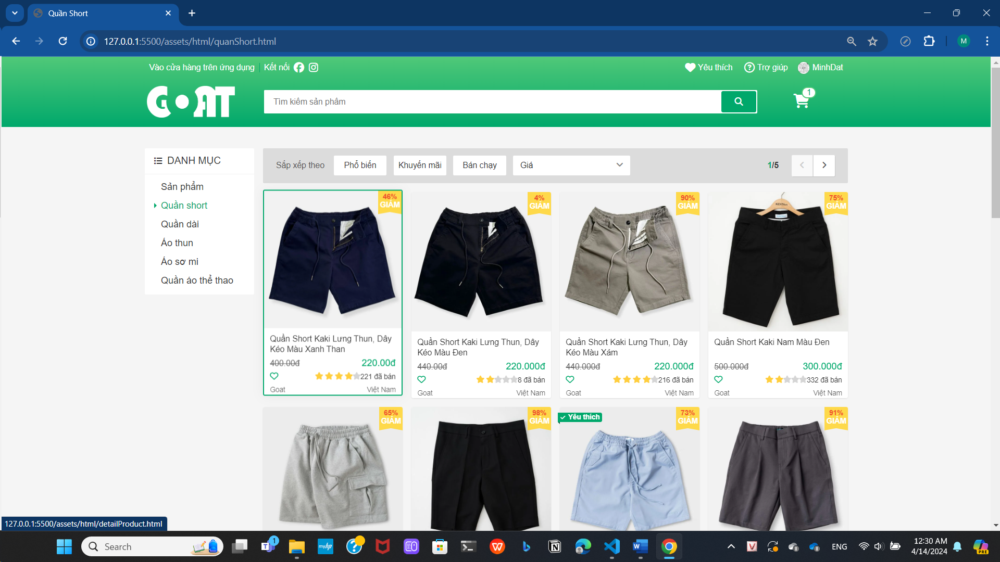 Quần Short
127.0.0.1:5500/assets/html/quanShort.html
M
Vào cửa hàng trên ứng dụng Kết nối
Yêu thích Trợ giúp MinhDat
GOAT
Tìm kiếm sản phẩm
1
DANH MỤC
Sản phẩm
Quần short
Quần dài
Áo thun
Áo sơ mi
Quần áo thể thao
Sắp xếp theo Phổ biến Khuyến mãi Bán chạy Giá 1/5
46%
GIẢM
Quần Short Kaki Lưng Thun, Dây
Kéo Màu Xanh Than
400.00đ 220.00đ
221 đã bán
Goat Việt Nam
4%
GIẢM
Quần Short Kaki Lưng Thun, Dây
Kéo Màu Đen
440.00đ 220.000đ
8 đã bán
Goat Việt Nam
90%
GIẢM
Quần Short Kaki Lưng Thun, Dây
Kéo Màu Xám
440.000đ 220.000đ
216 đã bán
Goat Việt Nam
75%
GIẢM
Quần Short Kaki Nam Màu Đen
500.000đ 300.000đ
332 đã bán
Goat Việt Nam
65%
GIẢM
98%
GIẢM
Yêu thích
73%
GIẢM
91%
GIẢM
127.0.0.1:5500/assets/html/detailProduct.html
Search
1
myhp
ENG
12:30 AM
4/14/2024
PRE